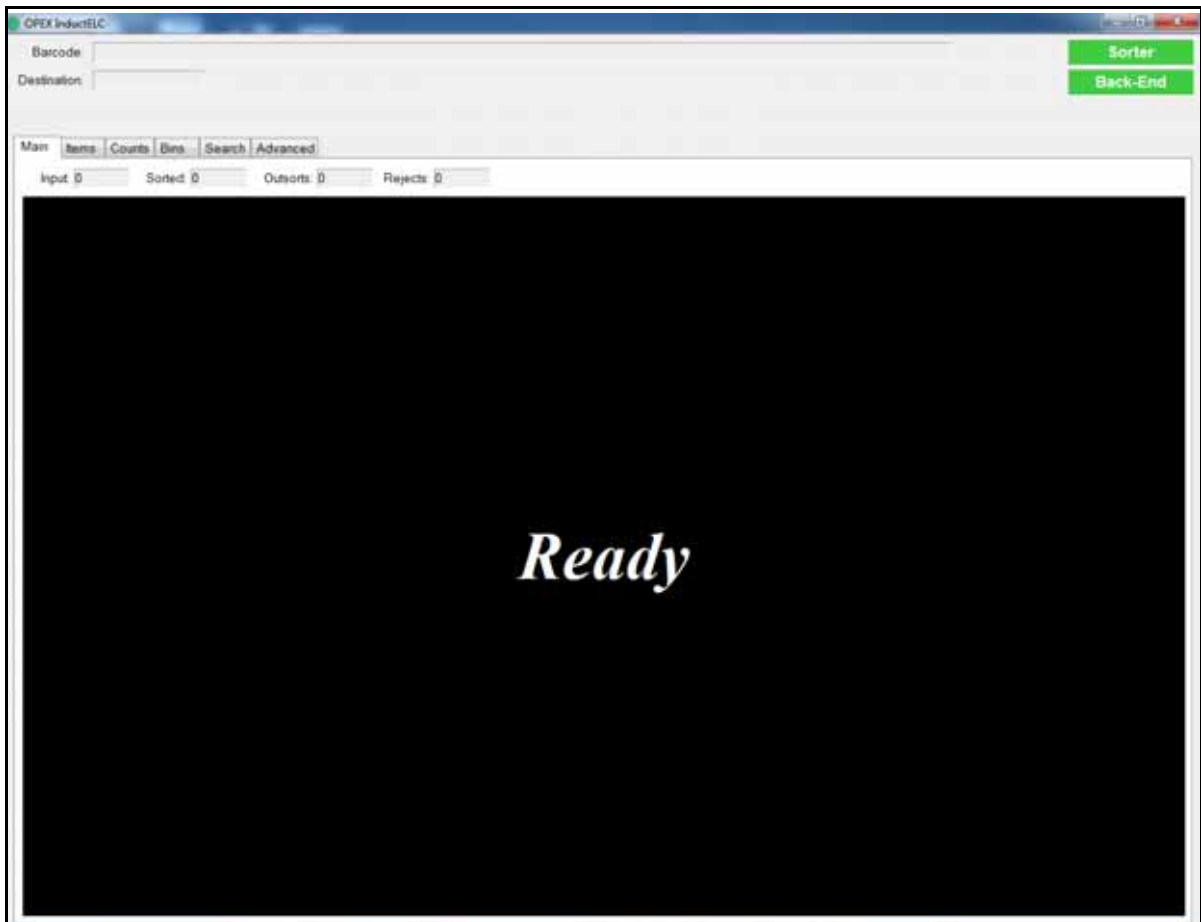 OPEX InductELC
Barcode
Sorter
Destination
Back-End
Main Items Counts Bins Search Advanced
Input: 0 Sorted: 0 Outsorts: 0 Rejects: 0
Ready